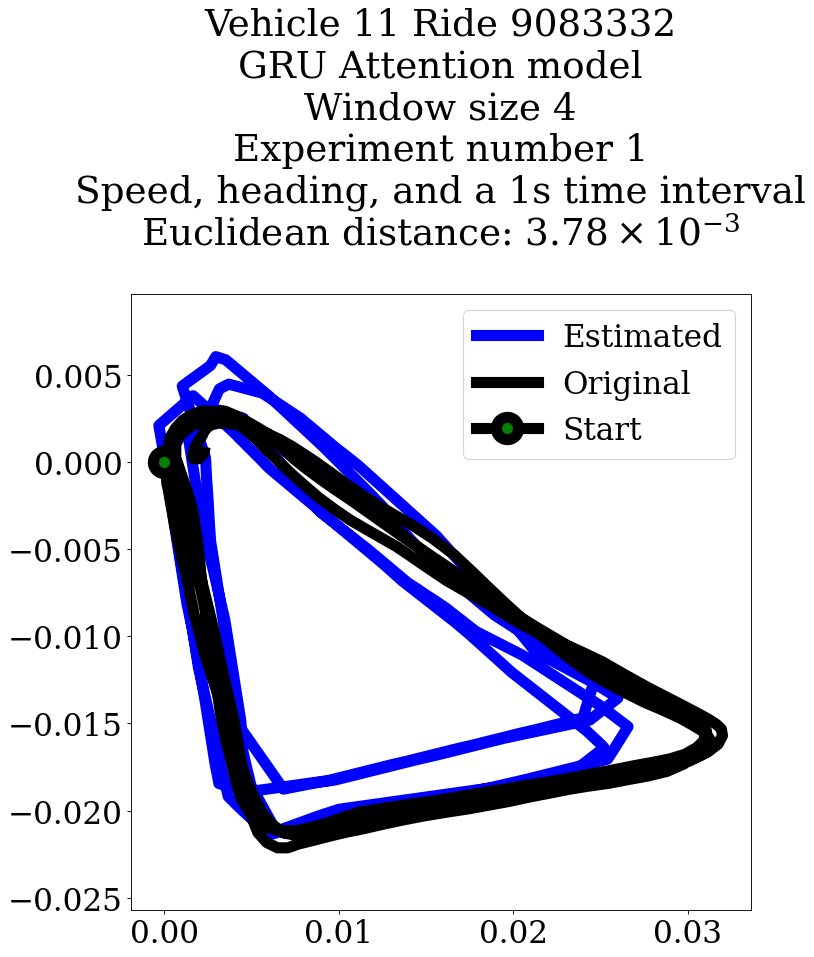 Vehicle 11 Ride 9083332
GRU Attention model
Window size 4
Experiment number 1
Speed, heading, and a 1s time interval
Euclidean distance: 3.78 × 10⁻³
Estimated
Original
Start
0.005
0.000
−0.005
−0.010
−0.015
−0.020
−0.025
0.00 0.01 0.02 0.03